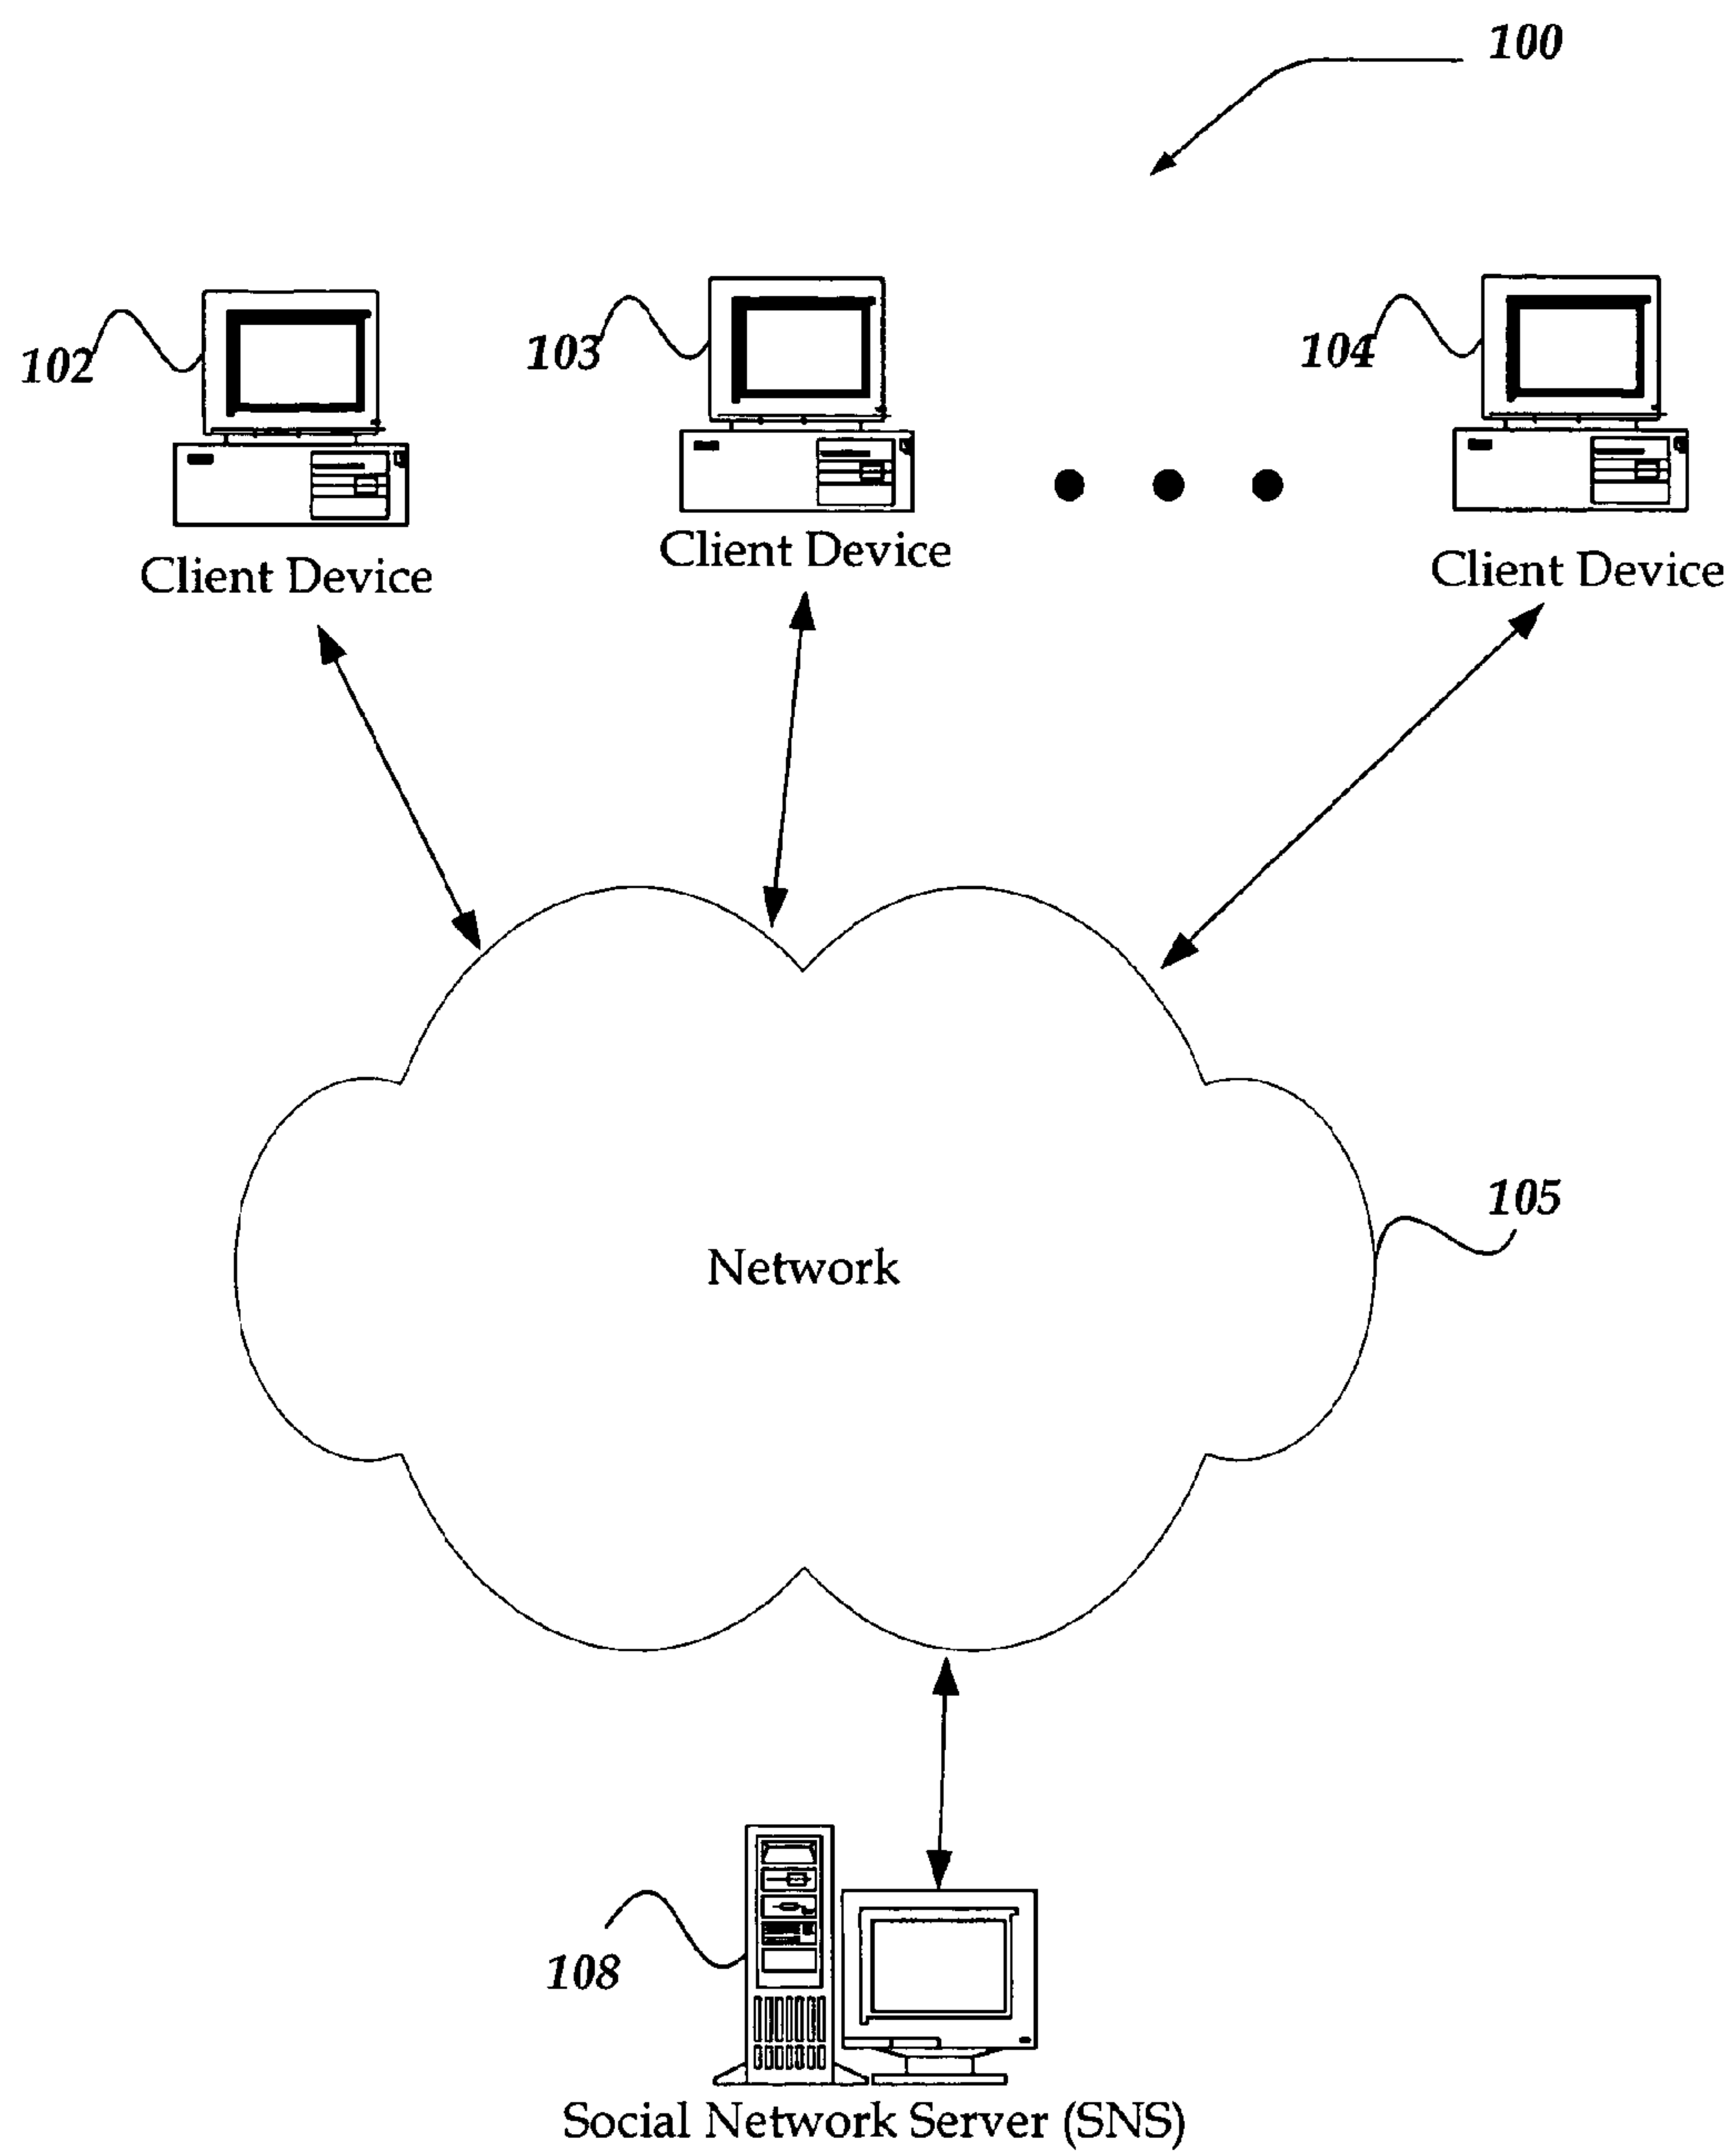 100
102
103
104
Client Device
Client Device
Client Device
Network
105
108
Social Network Server (SNS)